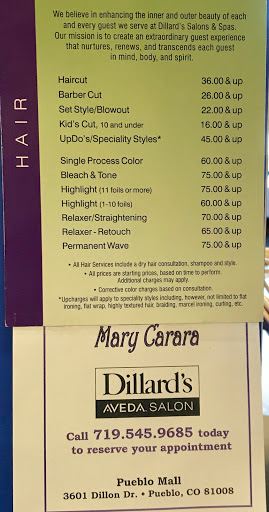 We believe in enhancing the inner and outer beauty of each
and every guest we serve at Dillard's Salons & Spas.
Our mission is to create an extraordinary guest experience
that nurtures, renews, and transcends each guest
in mind, body, and spirit.
HAIR
Haircut 36.00 & up
Barber Cut 26.00 & up
Set Style/Blowout 22.00 & up
Kid's Cut, 10 and under 16.00 & up
UpDo's/Speciality Styles* 45.00 & up
Single Process Color 60.00 & up
Bleach & Tone 75.00 & up
Highlight (11 foils or more) 75.00 & up
Highlight (1-10 foils) 60.00 & up
Relaxer/Straightening 70.00 & up
Relaxer - Retouch 65.00 & up
Permanent Wave 75.00 & up
• All Hair Services include a dry hair consultation, shampoo and style.
• All prices are starting prices, based on time to perform.
Additional charges may apply.
• Corrective color charges based on consultation.
*Upcharges will apply to speciality styles including, however, not limited to flat
ironing, flat wrap, highly textured hair, braiding, marcel ironing, curling, etc.
Mary Carara
Dillard's
AVEDA SALON
Call 719.545.9685 today
to reserve your appointment
Pueblo Mall
3601 Dillon Dr. • Pueblo, CO 81008